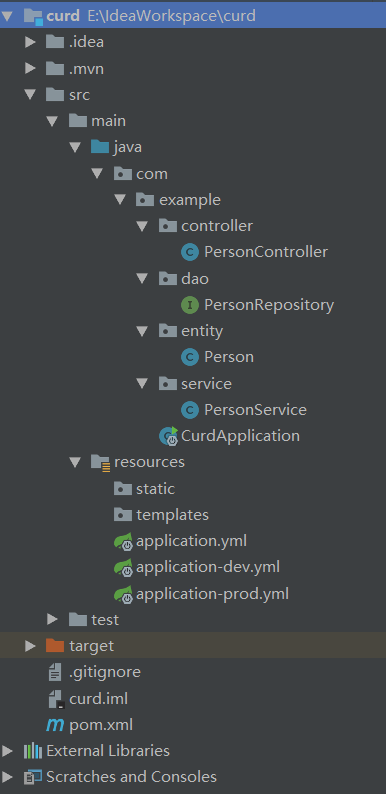 curd E:\IdeaWorkspace\curd
.idea
.mvn
src
main
java
com
example
controller
PersonController
dao
PersonRepository
entity
Person
service
PersonService
CurdApplication
resources
static
templates
application.yml
application-dev.yml
application-prod.yml
test
target
.gitignore
curd.iml
pom.xml
External Libraries
Scratches and Consoles